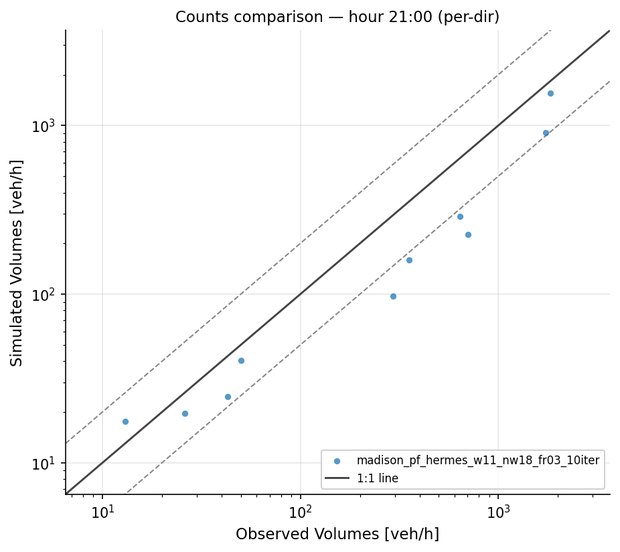 Counts comparison — hour 21:00 (per-dir)
Simulated Volumes [veh/h]
10³
10²
10¹
madison_pf_hermes_w11_nw18_fr03_10iter
1:1 line
10¹ 10² 10³
Observed Volumes [veh/h]